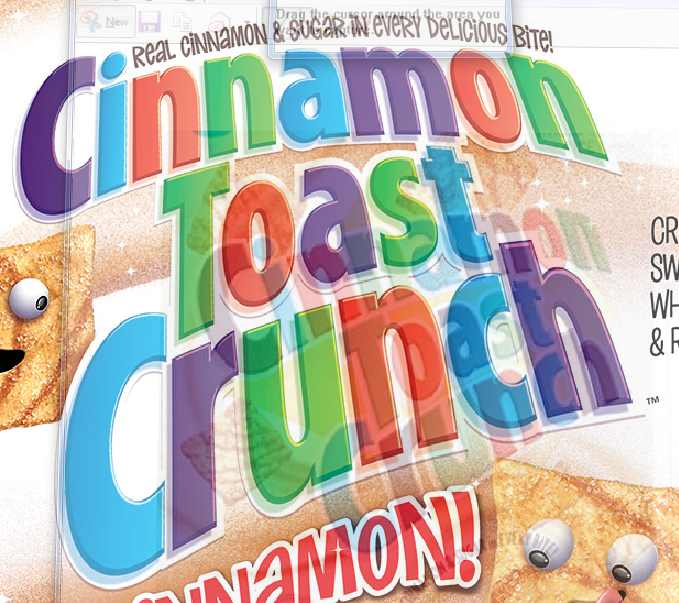 New
Drag the cursor around the area you
REAL CINNAMON & SUGAR IN EVERY DELICIOUS BITE!
Cinnamon
Toast
Crunch
CR
SW
WH
& R
TM
CINNAMON!